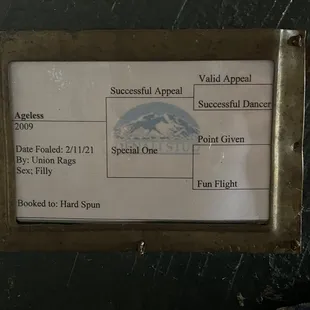 Valid Appeal
Successful Appeal
Successful Dancer
Ageless
2009
Point Given
Date Foaled: 2/11/21
Special One
By: Union Rags
Sex; Filly
Fun Flight
Booked to: Hard Spun